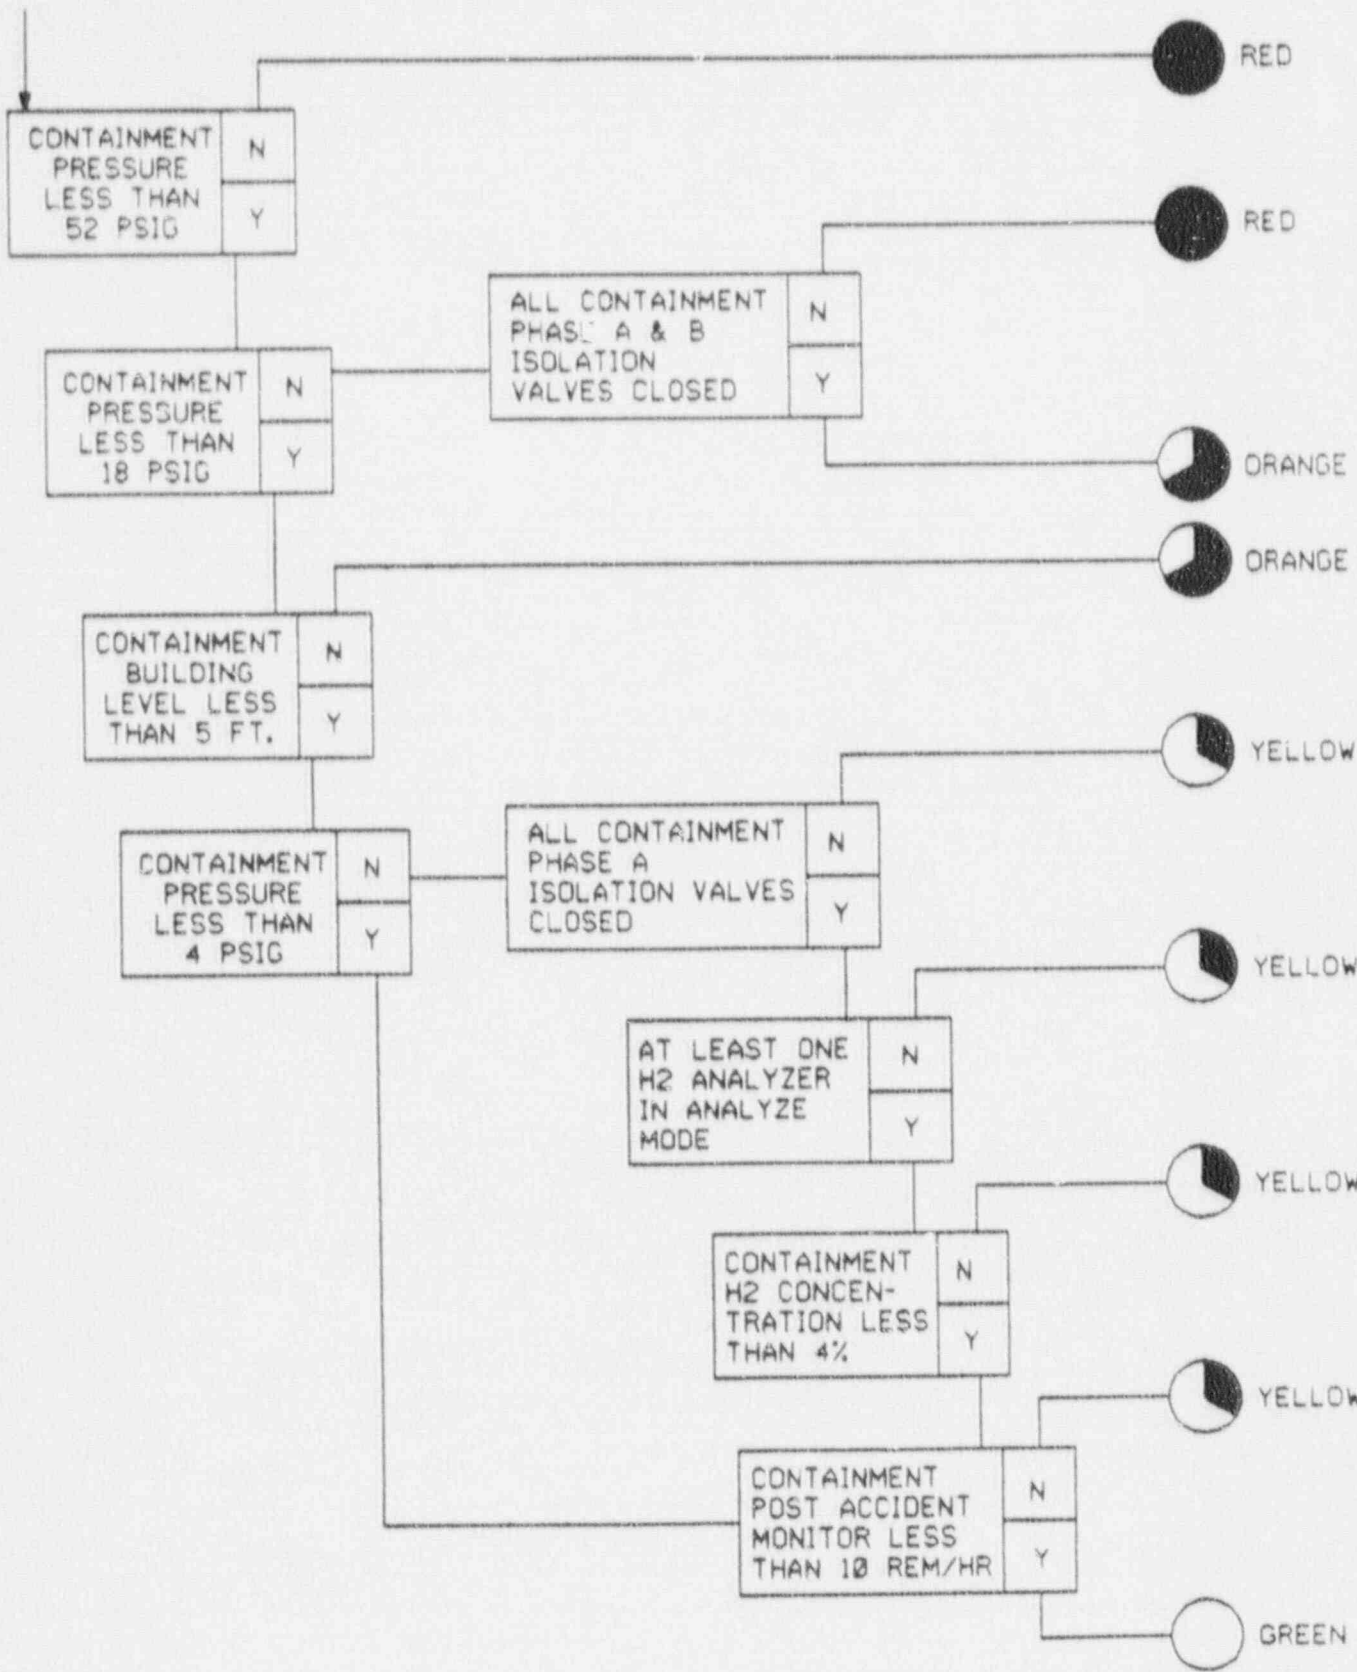 RED
CONTAINMENT
PRESSURE
LESS THAN
52 PSIG
N
Y
RED
ALL CONTAINMENT
PHASE A & B
ISOLATION
VALVES CLOSED
N
Y
CONTAINMENT
PRESSURE
LESS THAN
18 PSIG
N
Y
ORANGE
ORANGE
CONTAINMENT
BUILDING
LEVEL LESS
THAN 5 FT.
N
Y
YELLOW
ALL CONTAINMENT
PHASE A
ISOLATION VALVES
CLOSED
N
Y
CONTAINMENT
PRESSURE
LESS THAN
4 PSIG
N
Y
YELLOW
AT LEAST ONE
H2 ANALYZER
IN ANALYZE
MODE
N
Y
YELLOW
CONTAINMENT
H2 CONCEN-
TRATION LESS
THAN 4%
N
Y
YELLOW
CONTAINMENT
POST ACCIDENT
MONITOR LESS
THAN 10 REM/HR
N
Y
GREEN